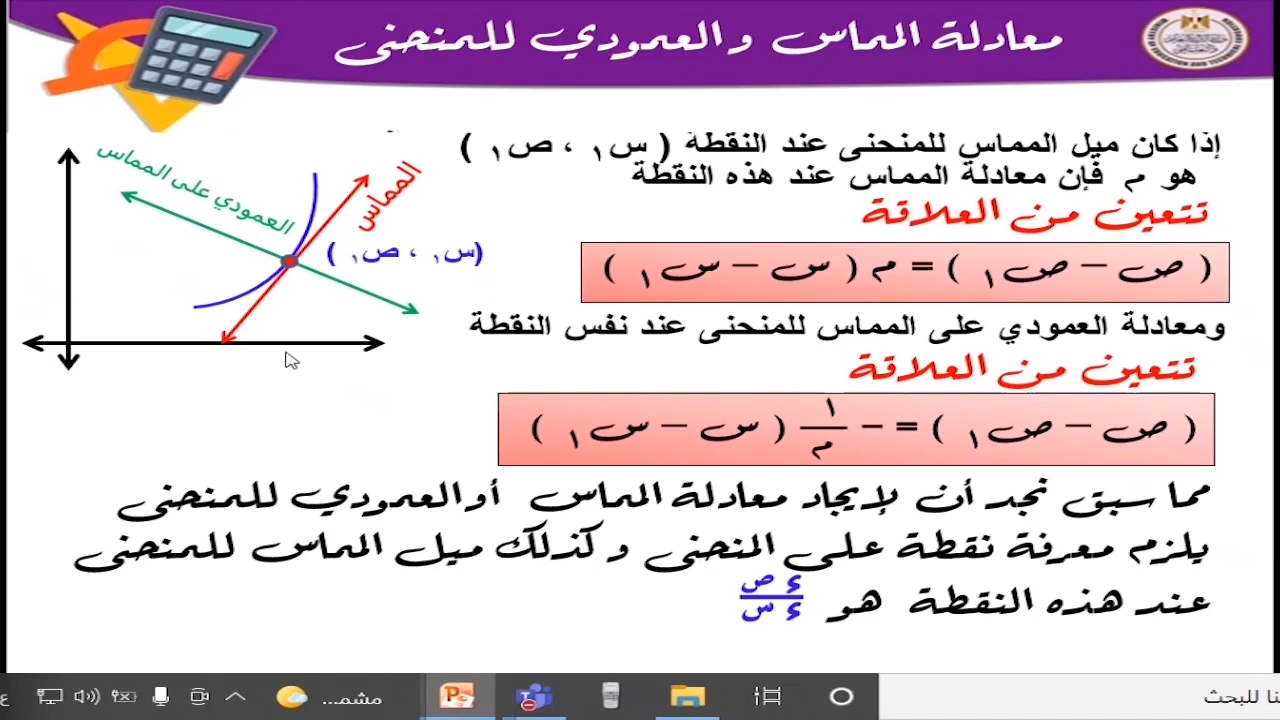 معادلة المماس والعمودي للمنحنى
إذا كان ميل المماس للمنحنى عند النقطة ( س١ ، ص١ )
هو م فإن معادلة المماس عند هذه النقطة
تتعين من العلاقة
( ص – ص١ ) = م ( س – س١ )
ومعادلة العمودي على المماس للمنحنى عند نفس النقطة
تتعين من العلاقة
( ص – ص١ ) = - ١/م ( س – س١ )
مما سبق نجد أن لإيجاد معادلة المماس أو العمودي للمنحنى
يلزم معرفة نقطة على المنحنى وكذلك ميل المماس للمنحنى
عند هذه النقطة هو ء ص / ء س
العمودي على المماس
المماس
(س١ ، ص١ )
مشمـ...
نا للبحث